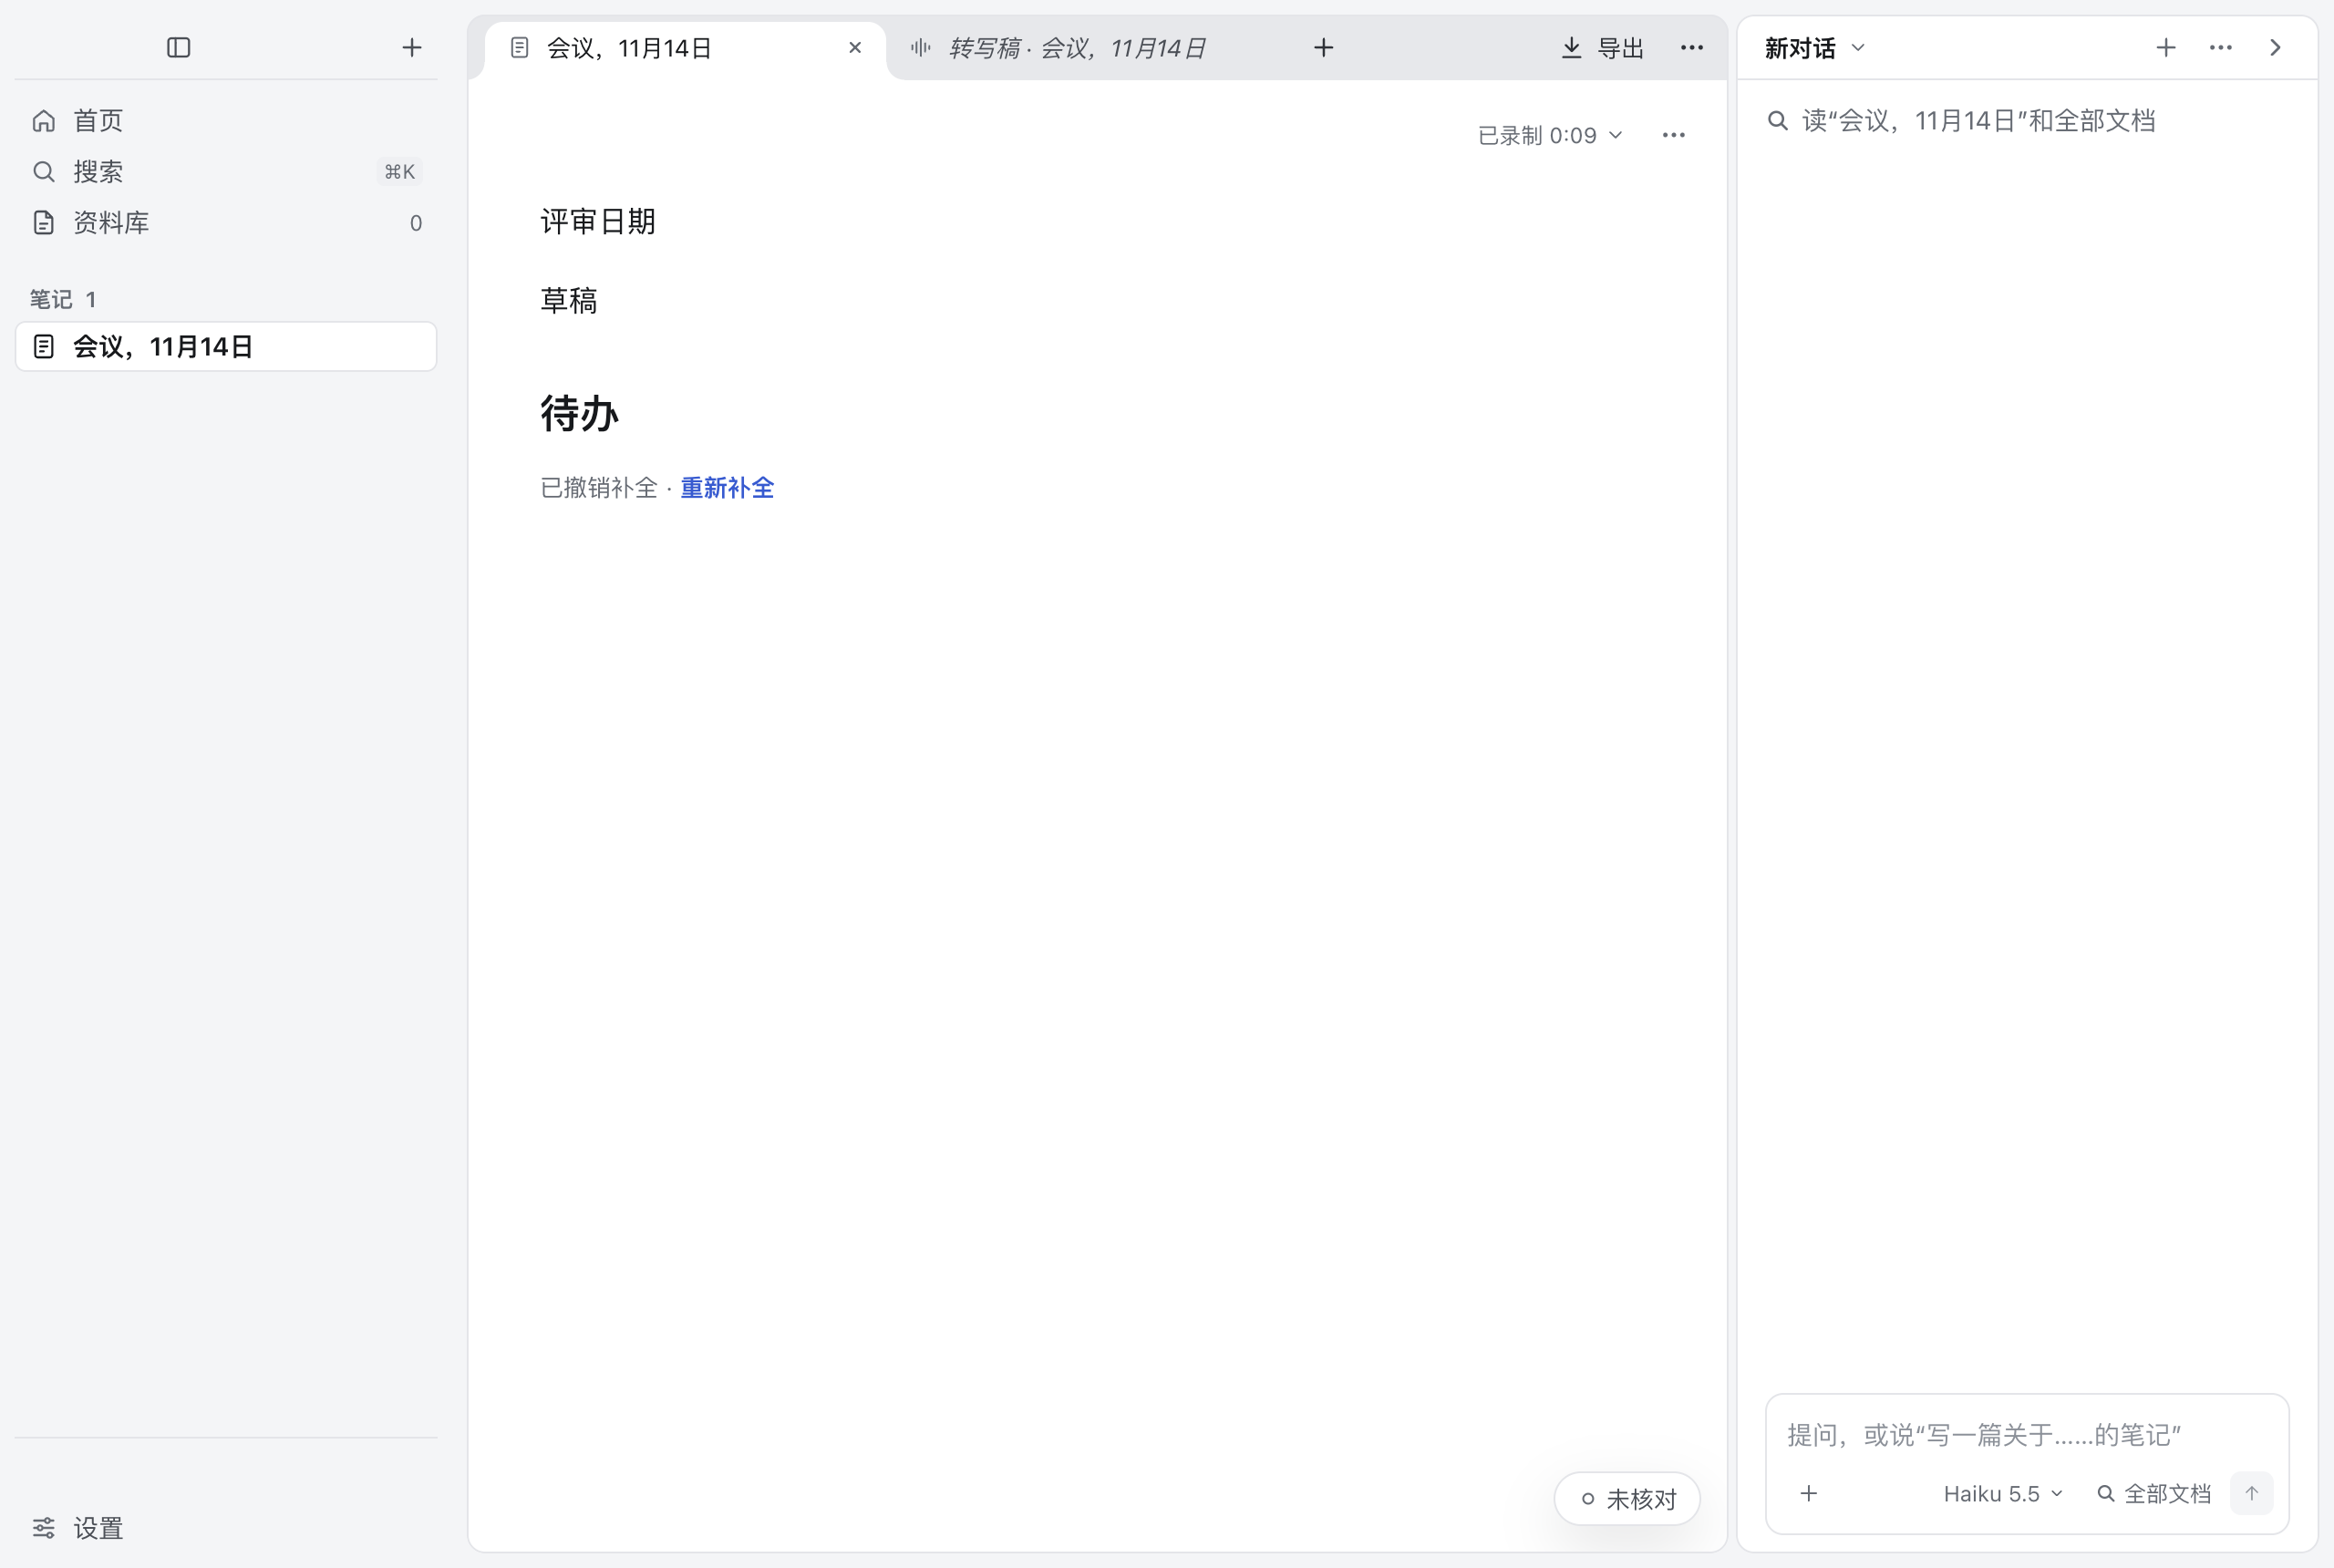 首页
搜索 ⌘K
资料库 0
笔记 1
会议，11月14日
设置
会议，11月14日
转写稿 · 会议，11月14日
导出
已录制 0:09
评审日期
草稿
待办
已撤销补全 · 重新补全
未核对
新对话
读“会议，11月14日”和全部文档
提问，或说“写一篇关于……的笔记”
Haiku 5.5
全部文档